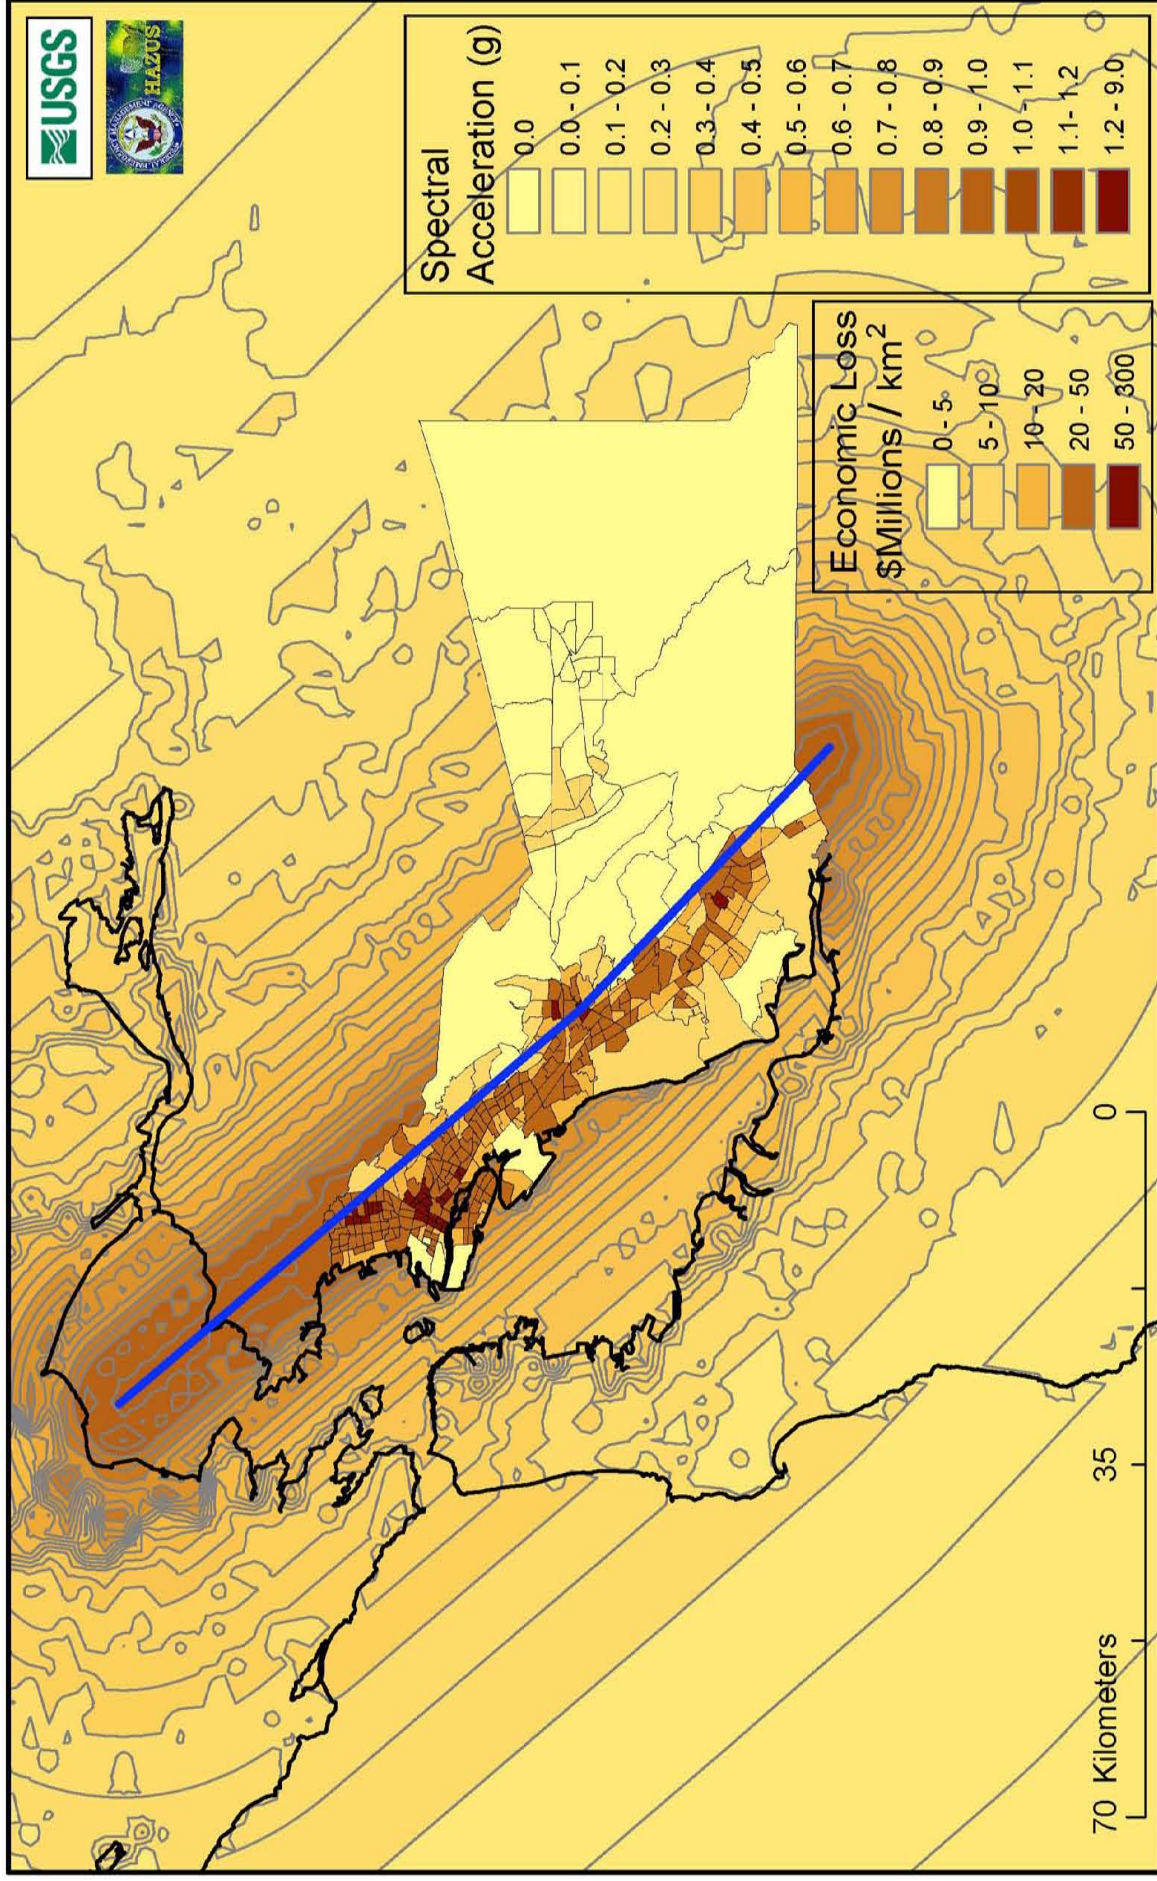 USGS
FEDERAL EMERGENCY MANAGEMENT AGENCY
HAZUS
Spectral
Acceleration (g)
0.0
0.0 - 0.1
0.1 - 0.2
0.2 - 0.3
0.3 - 0.4
0.4 - 0.5
0.5 - 0.6
0.6 - 0.7
0.7 - 0.8
0.8 - 0.9
0.9 - 1.0
1.0 - 1.1
1.1- 1.2
1.2 - 9.0
Economic Loss
$Millions / km²
0 - 5
5 - 10
10 - 20
20 - 50
50 - 300
70 Kilometers 35 0